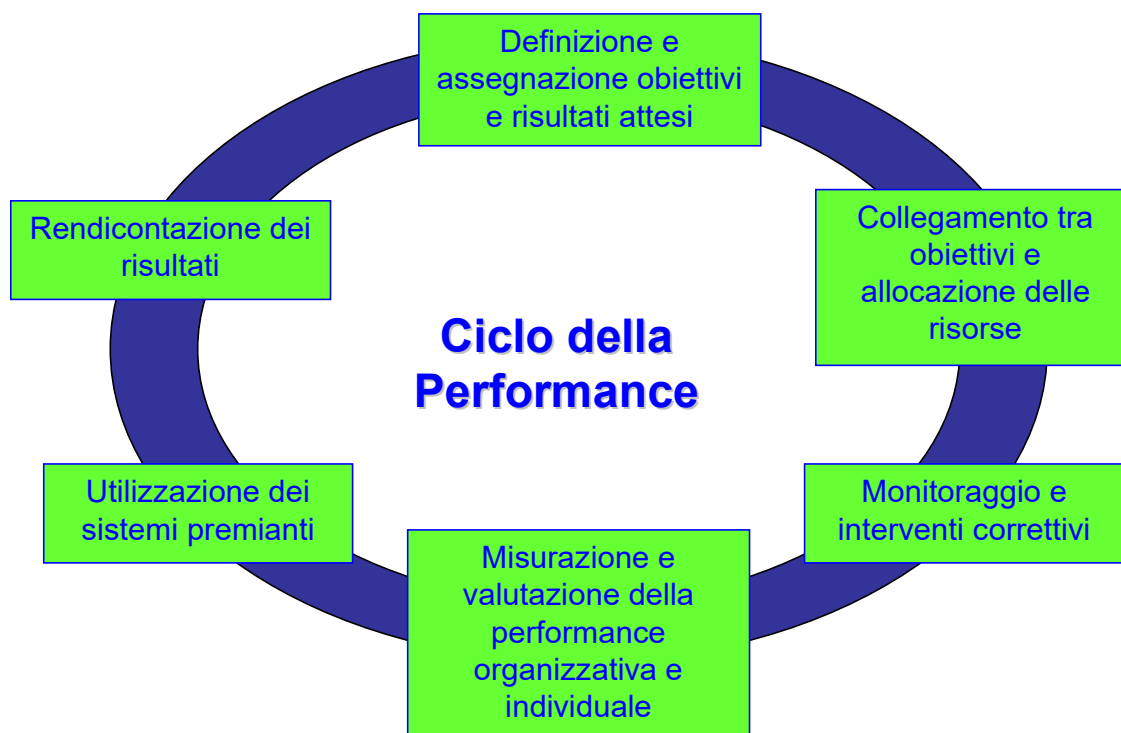 Definizione e
assegnazione obiettivi
e risultati attesi
Collegamento tra
obiettivi e
allocazione delle
risorse
Monitoraggio e
interventi correttivi
Misurazione e
valutazione della
performance
organizzativa e
individuale
Utilizzazione dei
sistemi premianti
Rendicontazione dei
risultati
Ciclo della
Performance